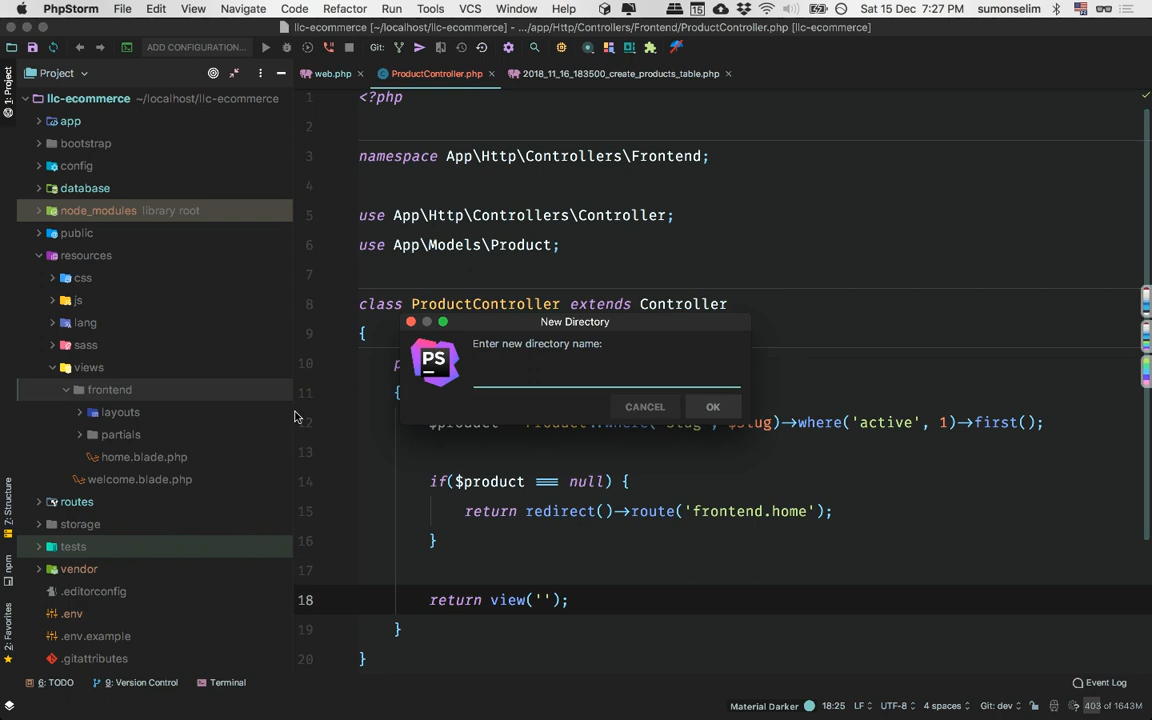 PhpStorm File Edit View Navigate Code Refactor Run Tools VCS Window Help 15 Sat 15 Dec 7:27 PM sumonselim
llc-ecommerce [~/localhost/llc-ecommerce] - .../app/Http/Controllers/Frontend/ProductController.php [llc-ecommerce]
ADD CONFIGURATION... Git:
Project
web.php
ProductController.php
2018_11_16_183500_create_products_table.php
1: Project
7: Structure
npm
2: Favorites
llc-ecommerce ~/localhost/llc-ecommerce
app
bootstrap
config
database
node_modules library root
public
resources
css
js
lang
sass
views
frontend
layouts
partials
home.blade.php
welcome.blade.php
routes
storage
tests
vendor
.editorconfig
.env
.env.example
.gitattributes
1 <?php
2
3 namespace App\Http\Controllers\Frontend;
4
5 use App\Http\Controllers\Controller;
6 use App\Models\Product;
7
8 class ProductController extends Controller
9 {
10 p
11 {
$slug)→where('active', 1)→first();
13
14 if($product === null) {
15 return redirect()→route('frontend.home');
16 }
17
18 return view('');
19 }
20 }
New Directory
PS
Enter new directory name:
CANCEL OK
6: TODO 9: Version Control Terminal Event Log
Material Darker 18:25 LF UTF-8 4 spaces Git: dev 403 of 1643M